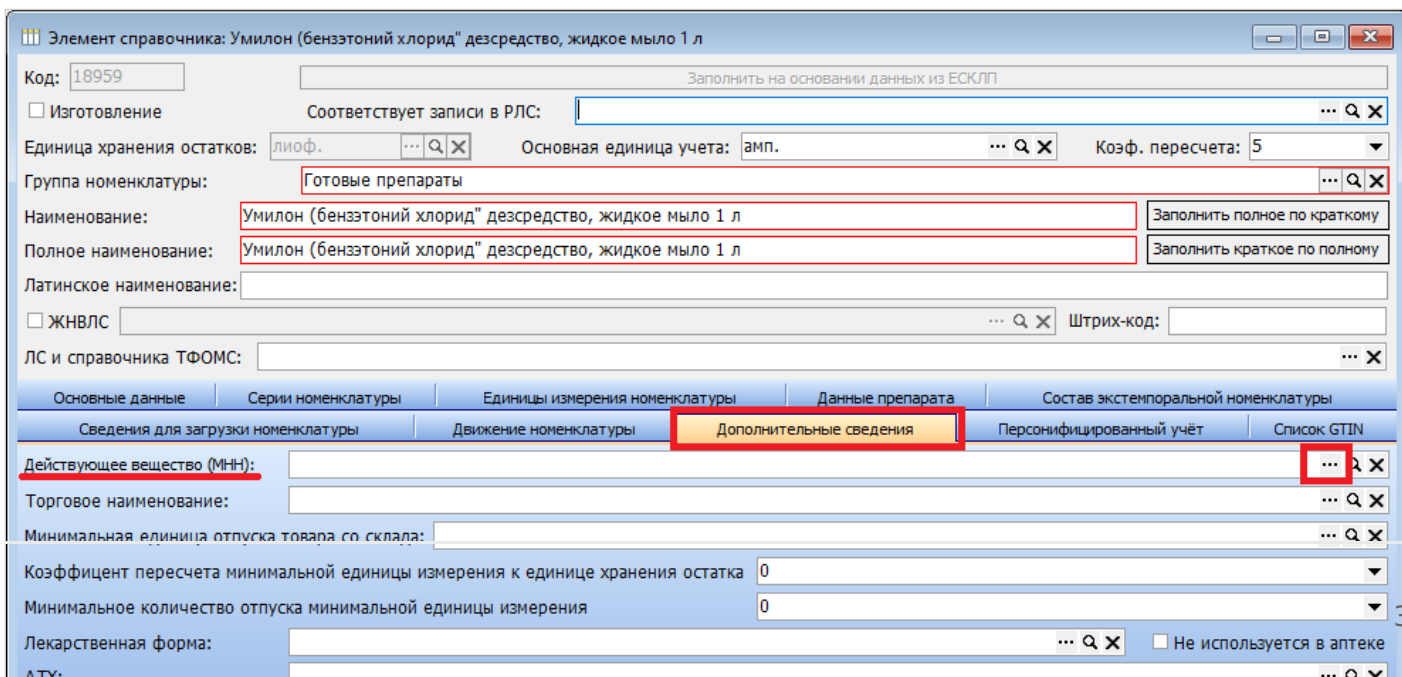 Элемент справочника: Умилон (бензэтоний хлорид" дезсредство, жидкое мыло 1 л
Код: 18959 Заполнить на основании данных из ЕСКЛП
Изготовление Соответствует записи в РЛС:
Единица хранения остатков: лиоф. Основная единица учета: амп. Коэф. пересчета: 5
Группа номенклатуры: Готовые препараты
Наименование: Умилон (бензэтоний хлорид" дезсредство, жидкое мыло 1 л Заполнить полное по краткому
Полное наименование: Умилон (бензэтоний хлорид" дезсредство, жидкое мыло 1 л Заполнить краткое по полному
Латинское наименование:
ЖНВЛС Штрих-код:
ЛС и справочника ТФОМС:
Основные данные Серии номенклатуры Единицы измерения номенклатуры Данные препарата Состав экстемпоральной номенклатуры
Сведения для загрузки номенклатуры Движение номенклатуры Дополнительные сведения Персонифицированный учёт Список GTIN
Действующее вещество (МНН):
Торговое наименование:
Минимальная единица отпуска товара со склада:
Коэффицент пересчета минимальной единицы измерения к единице хранения остатка 0
Минимальное количество отпуска минимальной единицы измерения 0
Лекарственная форма: Не используется в аптеке
АТХ: